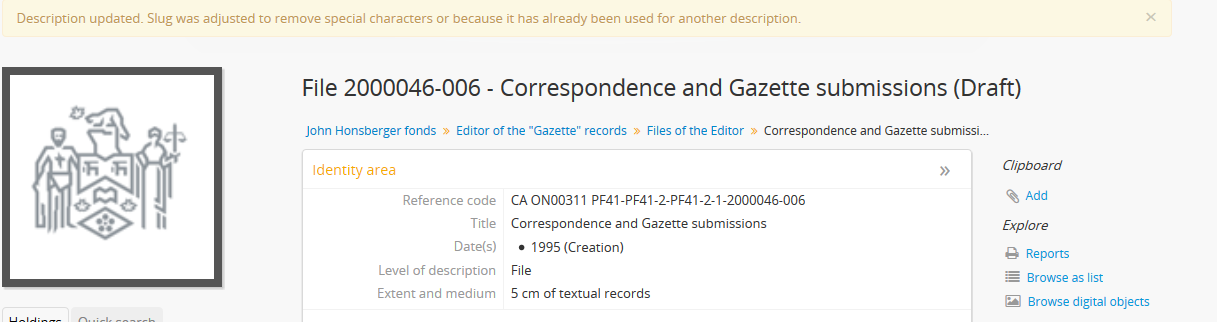 Description updated. Slug was adjusted to remove special characters or because it has already been used for another description. ×
File 2000046-006 - Correspondence and Gazette submissions (Draft)
John Honsberger fonds » Editor of the "Gazette" records » Files of the Editor » Correspondence and Gazette submissi...
Identity area »
Reference code CA ON00311 PF41-PF41-2-PF41-2-1-2000046-006
Title Correspondence and Gazette submissions
Date(s) • 1995 (Creation)
Level of description File
Extent and medium 5 cm of textual records
Clipboard
Add
Explore
Reports
Browse as list
Browse digital objects
Holdings Quick search